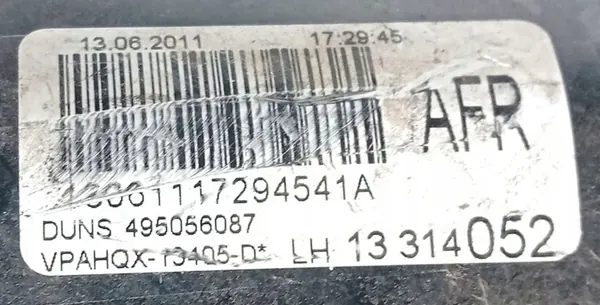 13.06.2011 17:29:45
AFR
13061117294541A
DUNS 495056087
VPAHQX-13405-D* LH 13 314052